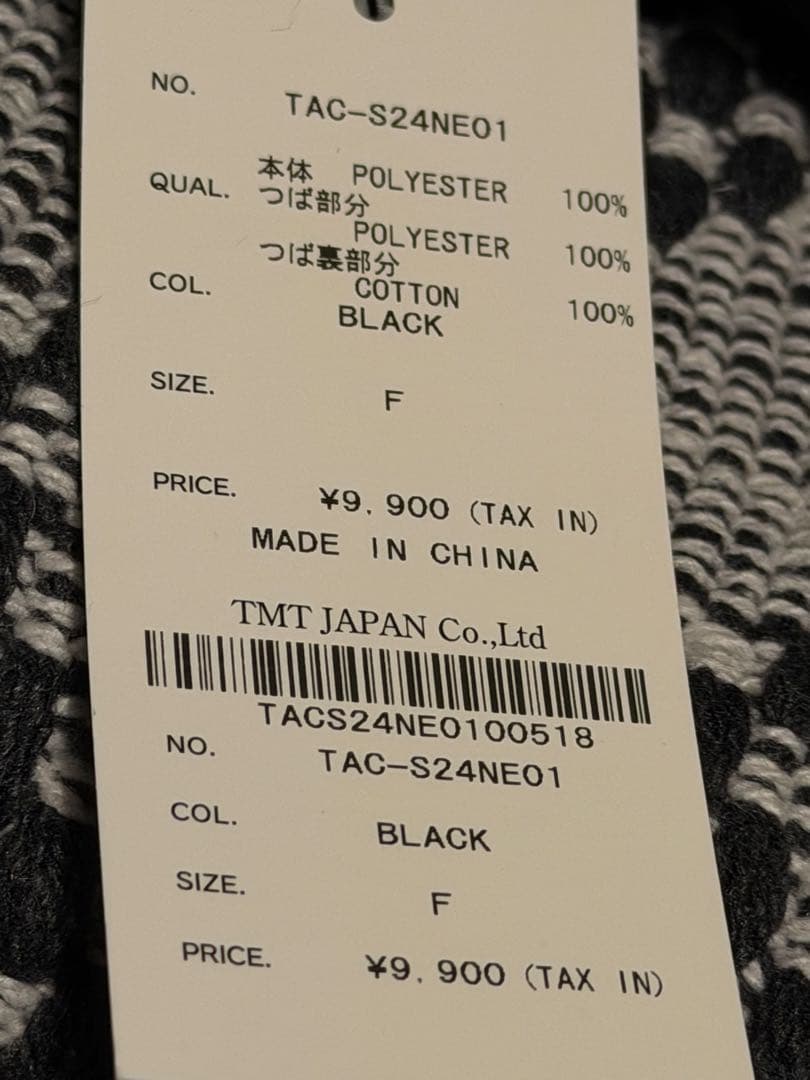 NO. TAC-S24NE01
QUAL. 本体 POLYESTER 100%
つば部分
POLYESTER 100%
つば裏部分
COTTON 100%
COL. BLACK
SIZE. F
PRICE. ¥9.900 (TAX IN)
MADE IN CHINA
TMT JAPAN Co.,Ltd
TACS24NE0100518
NO. TAC-S24NE01
COL. BLACK
SIZE. F
PRICE. ¥9.900 (TAX IN)